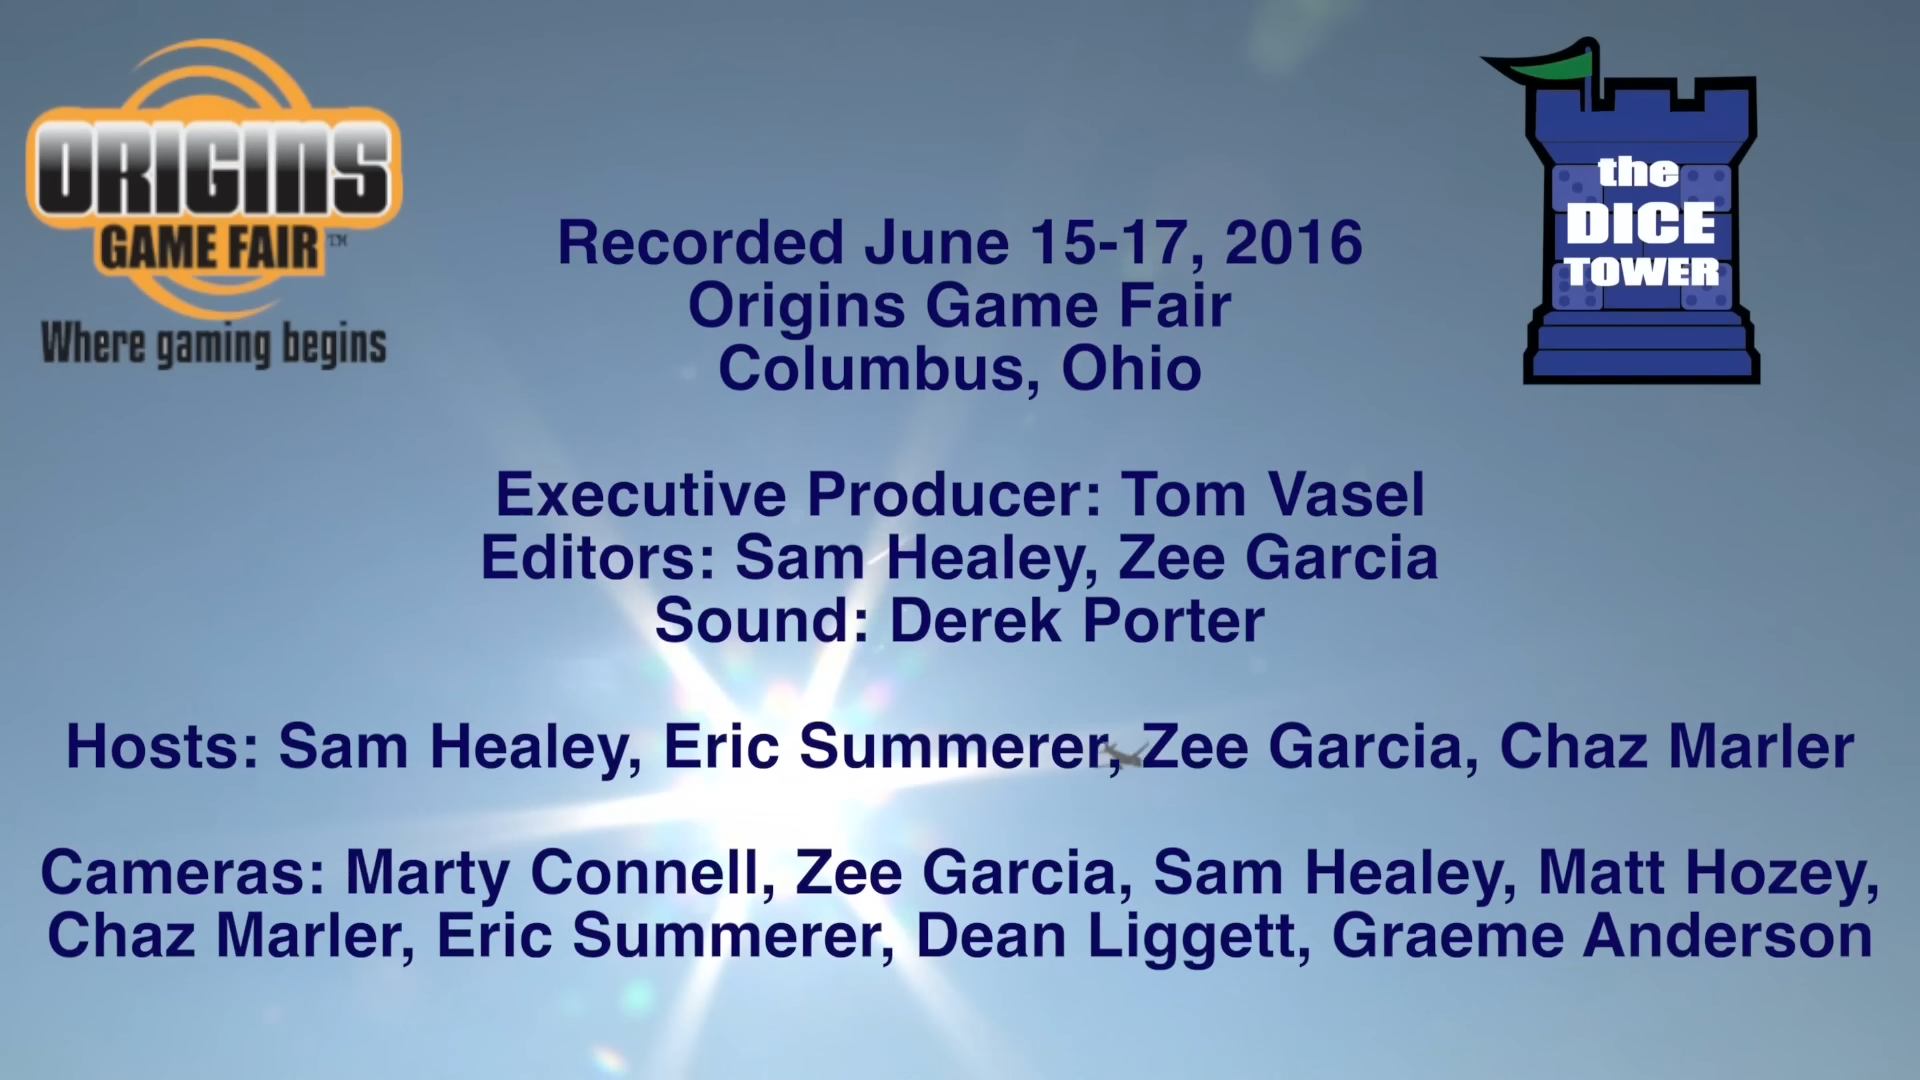 ORIGINS
GAME FAIR™
Where gaming begins
the
DICE
TOWER
Recorded June 15-17, 2016
Origins Game Fair
Columbus, Ohio
Executive Producer: Tom Vasel
Editors: Sam Healey, Zee Garcia
Sound: Derek Porter
Hosts: Sam Healey, Eric Summerer, Zee Garcia, Chaz Marler
Cameras: Marty Connell, Zee Garcia, Sam Healey, Matt Hozey,
Chaz Marler, Eric Summerer, Dean Liggett, Graeme Anderson